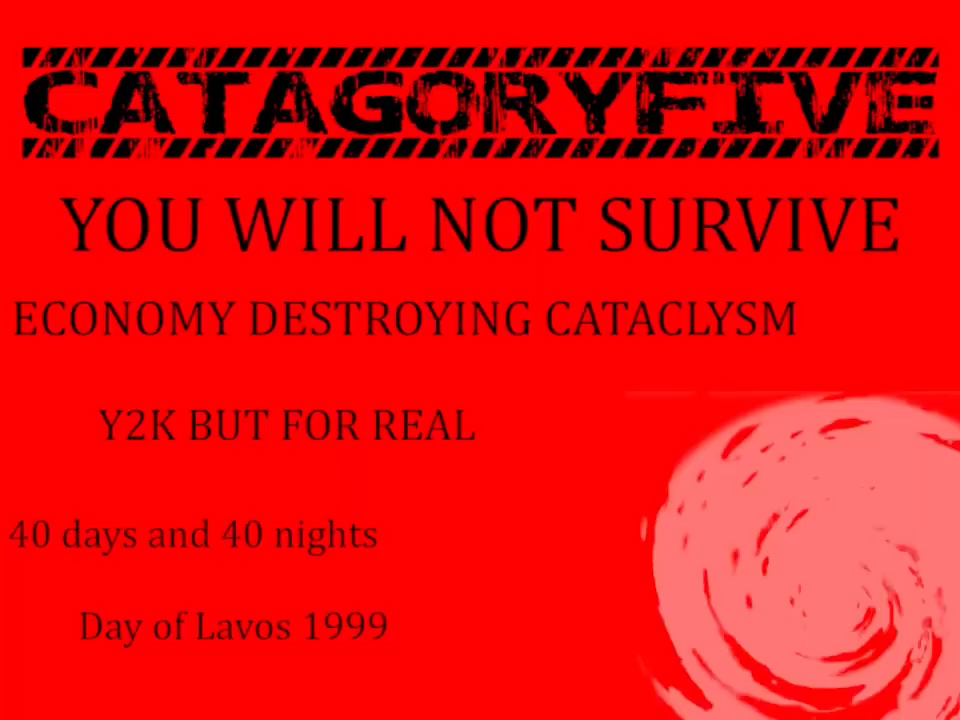 CATAGORYFIVE
YOU WILL NOT SURVIVE
ECONOMY DESTROYING CATACLYSM
Y2K BUT FOR REAL
40 days and 40 nights
Day of Lavos 1999